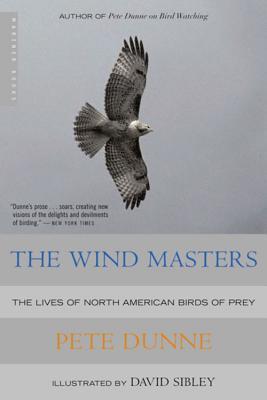 MARINER BOOKS
AUTHOR OF Pete Dunne on Bird Watching
"Dunne's prose . . . soars, creating new
visions of the delights and devilments
of birding." — NEW YORK TIMES
THE WIND MASTERS
THE LIVES OF NORTH AMERICAN BIRDS OF PREY
PETE DUNNE
ILLUSTRATED BY DAVID SIBLEY